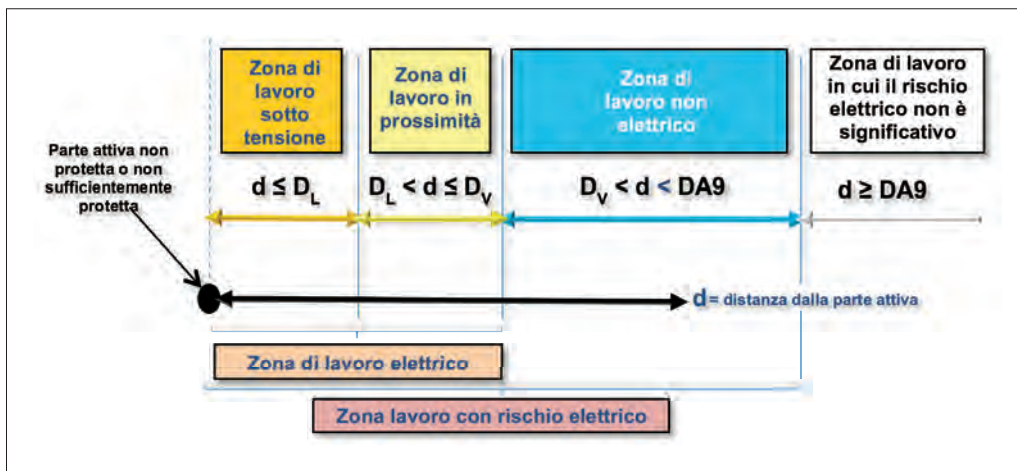 Zona di
lavoro
sotto
tensione
Zona di
lavoro in
prossimità
Zona di
lavoro non
elettrico
Zona di lavoro
in cui il rischio
elettrico non è
significativo
Parte attiva non
protetta o non
sufficientemente
protetta
d ≤ DL
DL < d ≤ DV
DV < d < DA9
d ≥ DA9
d= distanza dalla parte attiva
Zona di lavoro elettrico
Zona lavoro con rischio elettrico